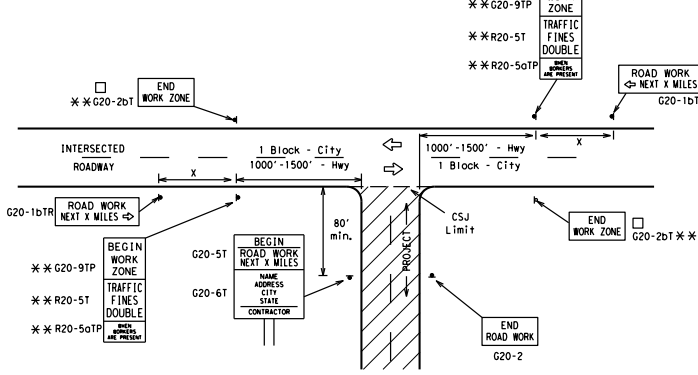 * * G20-9TP
ZONE
* * R20-5T
TRAFFIC
FINES
DOUBLE
* * R20-5aTP
WHEN
WORKERS
ARE PRESENT
ROAD WORK
⇦ NEXT X MILES
G20-1bT
□
* * G20-2bT
END
WORK ZONE
X
INTERSECTED
ROADWAY
1 Block - City
1000'-1500' - Hwy
1000'-1500' - Hwy
1 Block - City
X
G20-1bTR
ROAD WORK
NEXT X MILES ⇨
80'
min.
CSJ
Limit
END
WORK ZONE
□
G20-2bT * *
* * G20-9TP
BEGIN
WORK
ZONE
* * R20-5T
TRAFFIC
FINES
DOUBLE
* * R20-5aTP
WHEN
WORKERS
ARE PRESENT
G20-5T
BEGIN
ROAD WORK
NEXT X MILES
G20-6T
NAME
ADDRESS
CITY
STATE
CONTRACTOR
PROJECT
END
ROAD WORK
G20-2